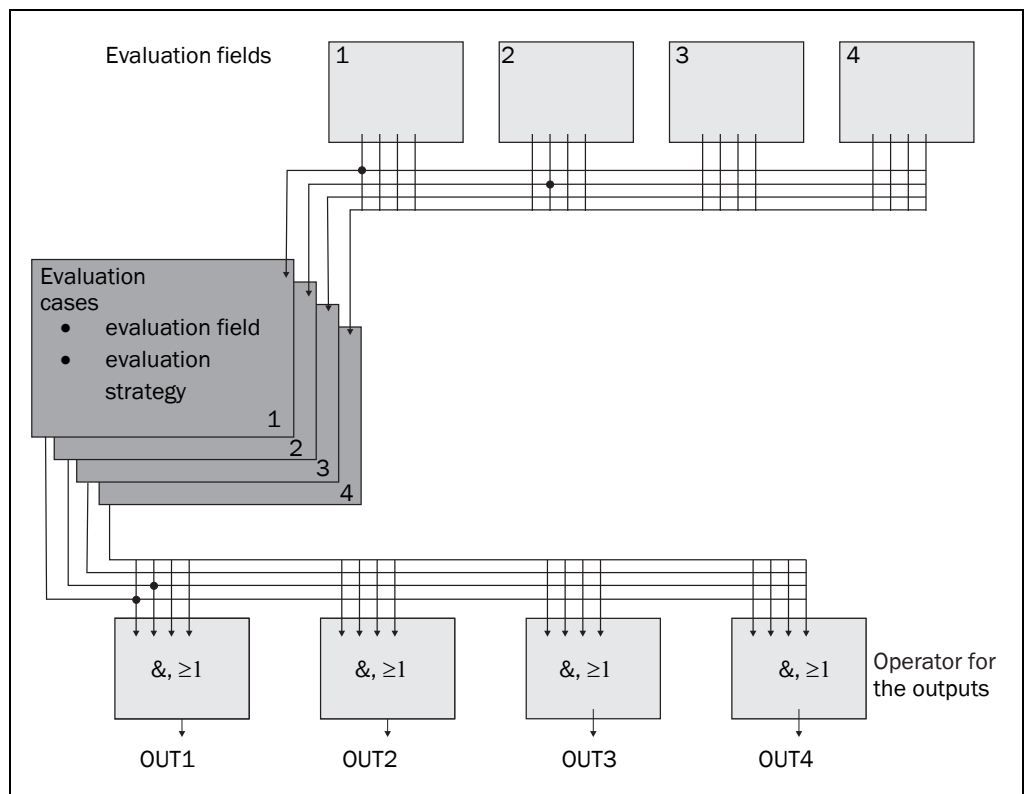 Evaluation fields
1
2
3
4
Evaluation
cases
• evaluation field
• evaluation
strategy
1
2
3
4
&, ≥1
&, ≥1
&, ≥1
&, ≥1
Operator for
the outputs
OUT1
OUT2
OUT3
OUT4